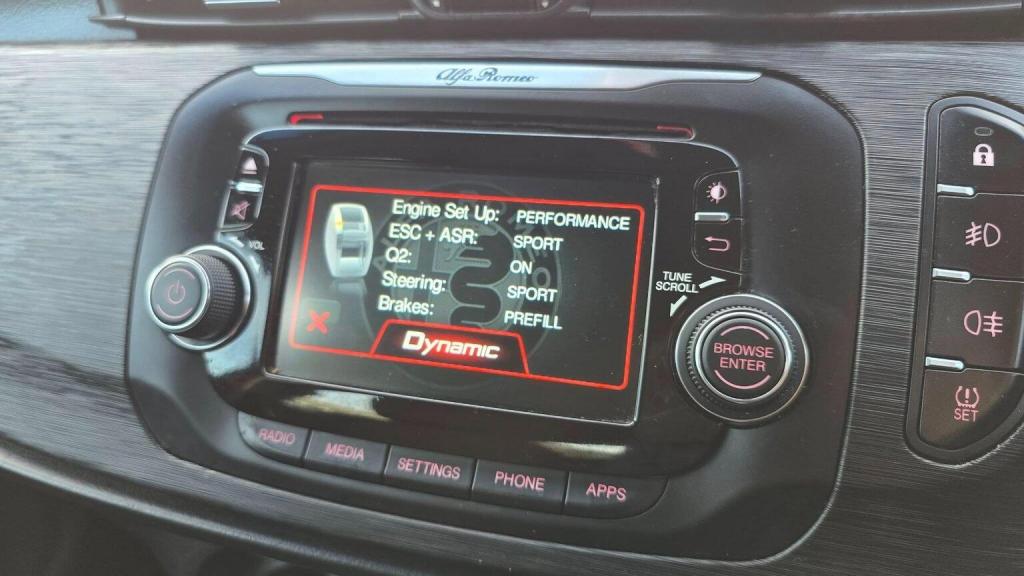 Alfa Romeo
VOL
Engine Set Up: PERFORMANCE
ESC + ASR: SPORT
Q2: ON
Steering: SPORT
Brakes: PREFILL
Dynamic
TUNE
SCROLL
BROWSE
ENTER
RADIO
MEDIA
SETTINGS
PHONE
APPS
SET